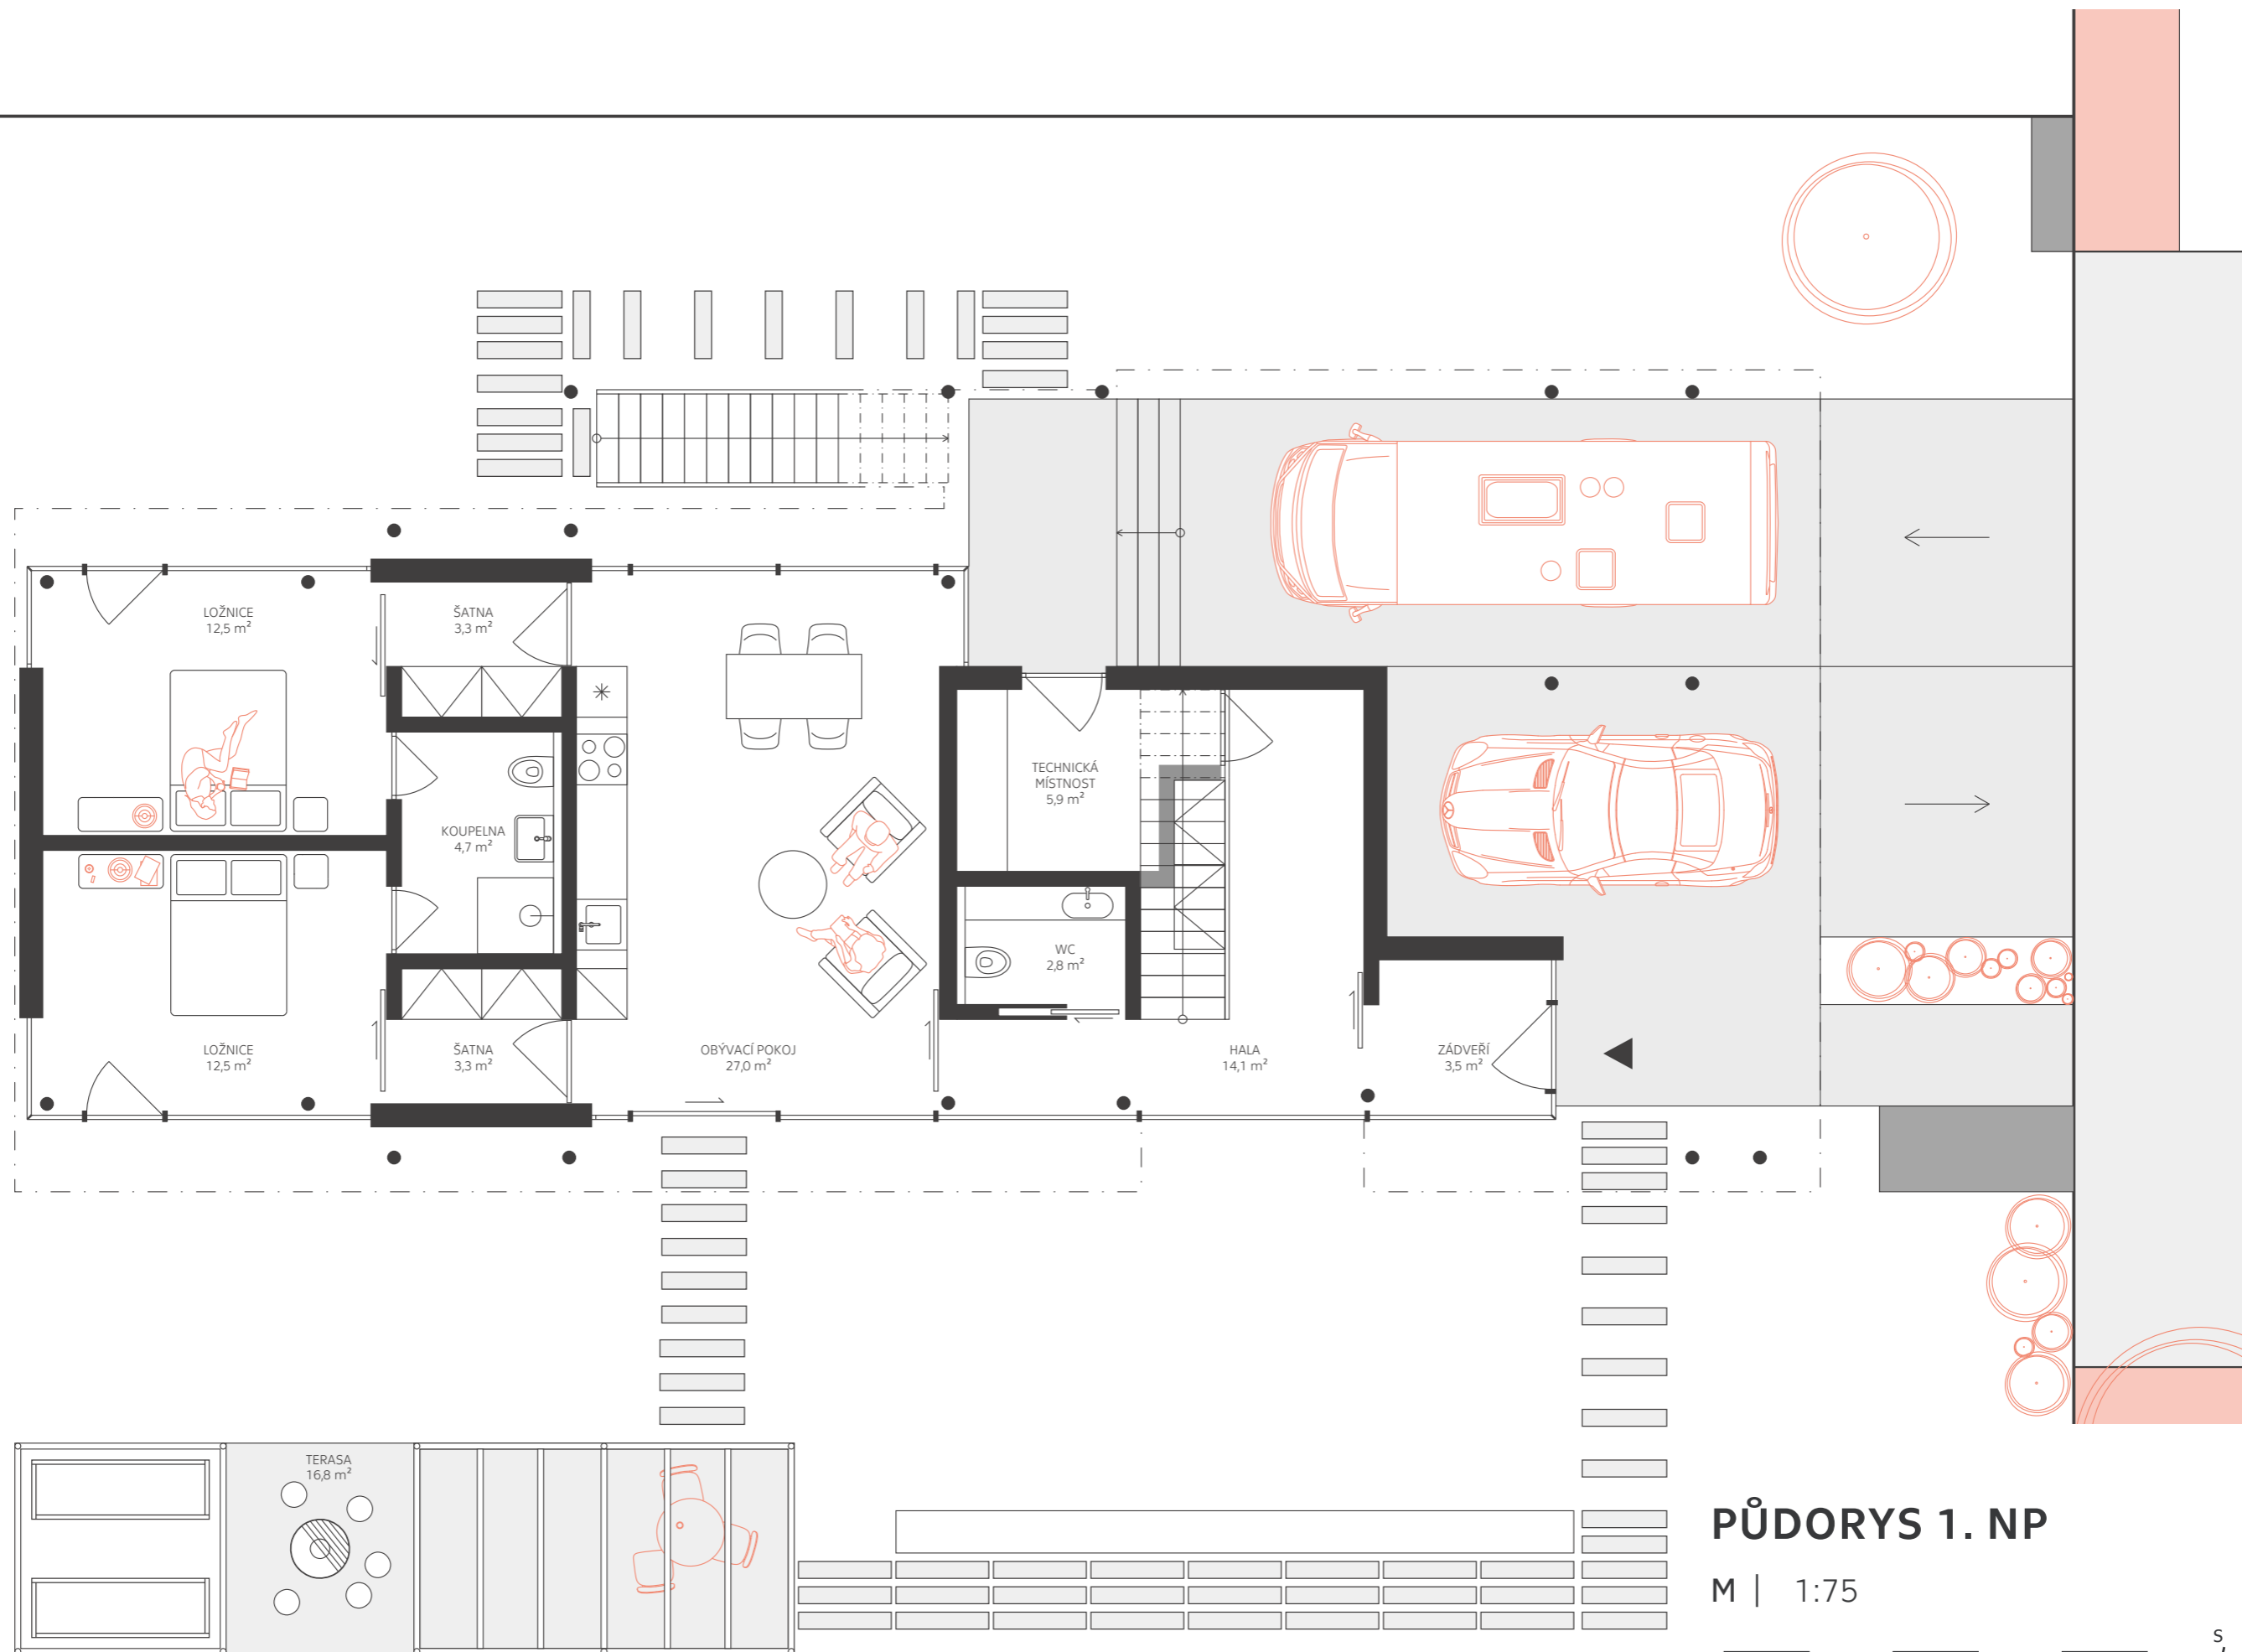 LOŽNICE
12,5 m²
ŠATNA
3,3 m²
TECHNICKÁ
MÍSTNOST
5,9 m²
KOUPELNA
4,7 m²
WC
2,8 m²
LOŽNICE
12,5 m²
ŠATNA
3,3 m²
OBÝVACÍ POKOJ
27,0 m²
HALA
14,1 m²
ZÁDVEŘÍ
3,5 m²
TERASA
16,8 m²
PŮDORYS 1. NP
M | 1:75
S